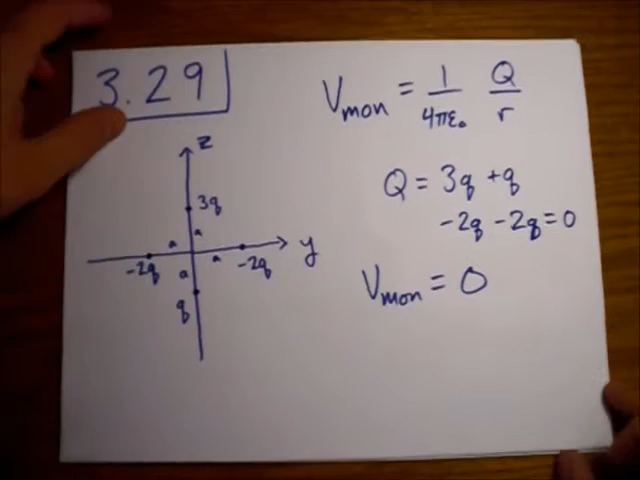 3.29
V_mon = 1/4πε₀ Q/r
z
3q
Q = 3q + q
-2q -2q = 0
a
a
a
a
y
-2q
-2q
q
V_mon = 0